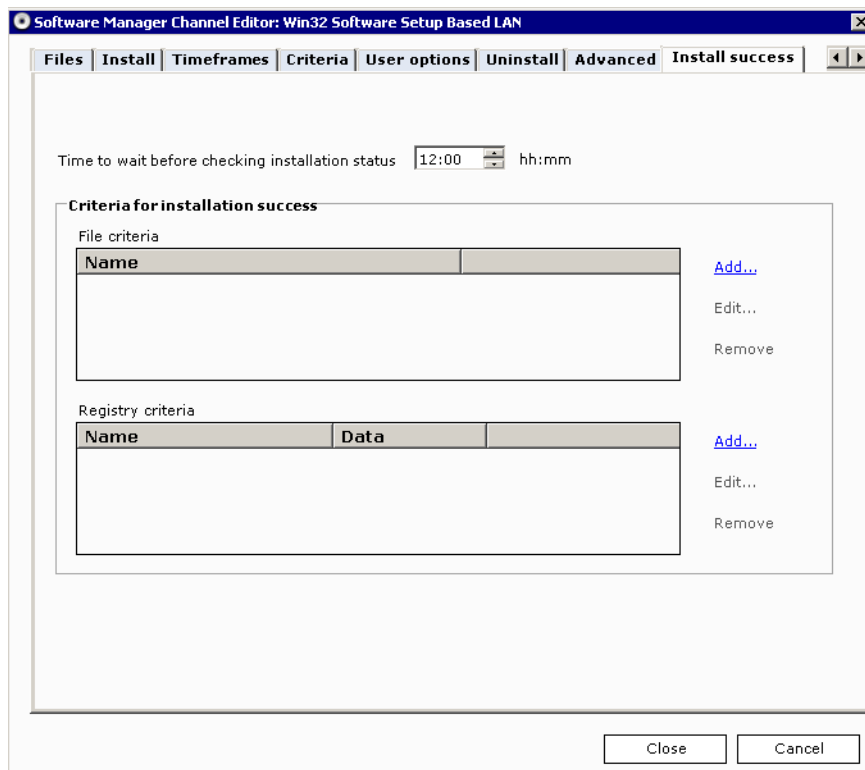 Software Manager Channel Editor: Win32 Software Setup Based LAN
Files Install Timeframes Criteria User options Uninstall Advanced Install success
Time to wait before checking installation status 12:00 hh:mm
Criteria for installation success
File criteria
Name
Add...
Edit...
Remove
Registry criteria
Name Data
Add...
Edit...
Remove
Close Cancel